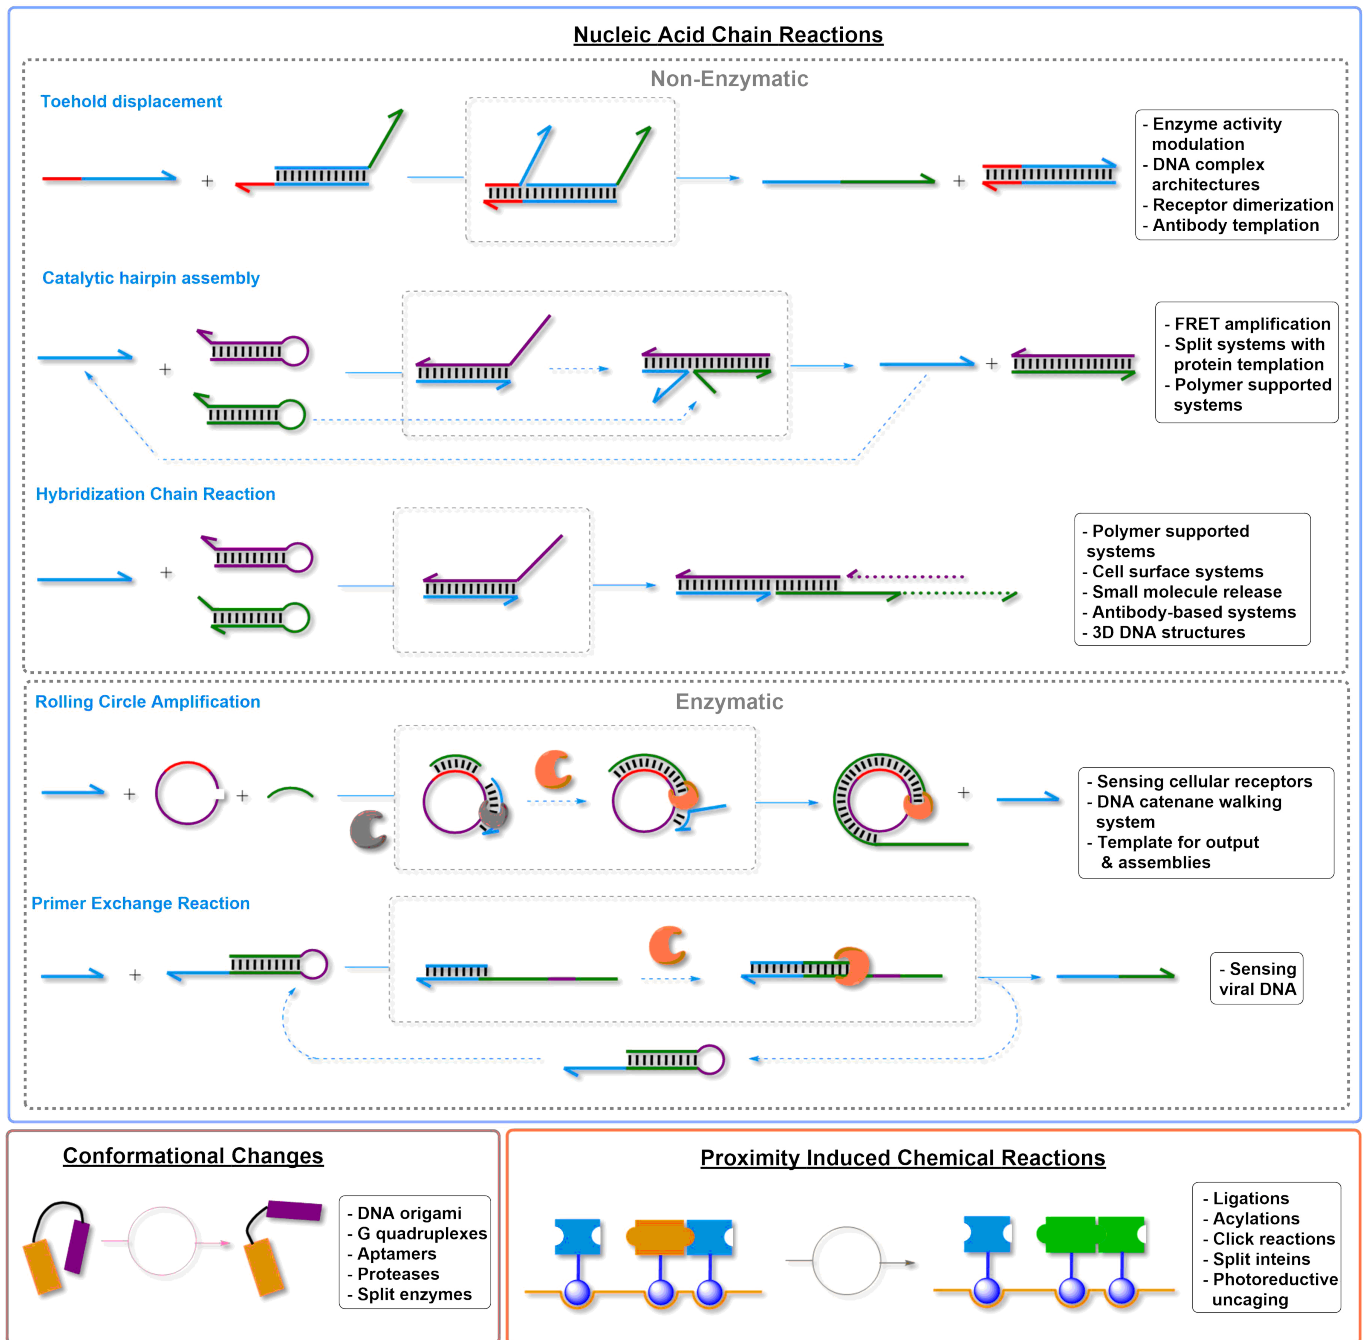 Nucleic Acid Chain Reactions
Non-Enzymatic
Toehold displacement
+
+
- Enzyme activity
modulation
- DNA complex
architectures
- Receptor dimerization
- Antibody templation
Catalytic hairpin assembly
+
+
- FRET amplification
- Split systems with
protein templation
- Polymer supported
systems
Hybridization Chain Reaction
+
- Polymer supported
systems
- Cell surface systems
- Small molecule release
- Antibody-based systems
- 3D DNA structures
Enzymatic
Rolling Circle Amplification
+
+
+
- Sensing cellular receptors
- DNA catenane walking
system
- Template for output
& assemblies
Primer Exchange Reaction
+
- Sensing
viral DNA
Conformational Changes
- DNA origami
- G quadruplexes
- Aptamers
- Proteases
- Split enzymes
Proximity Induced Chemical Reactions
- Ligations
- Acylations
- Click reactions
- Split inteins
- Photoreductive
uncaging